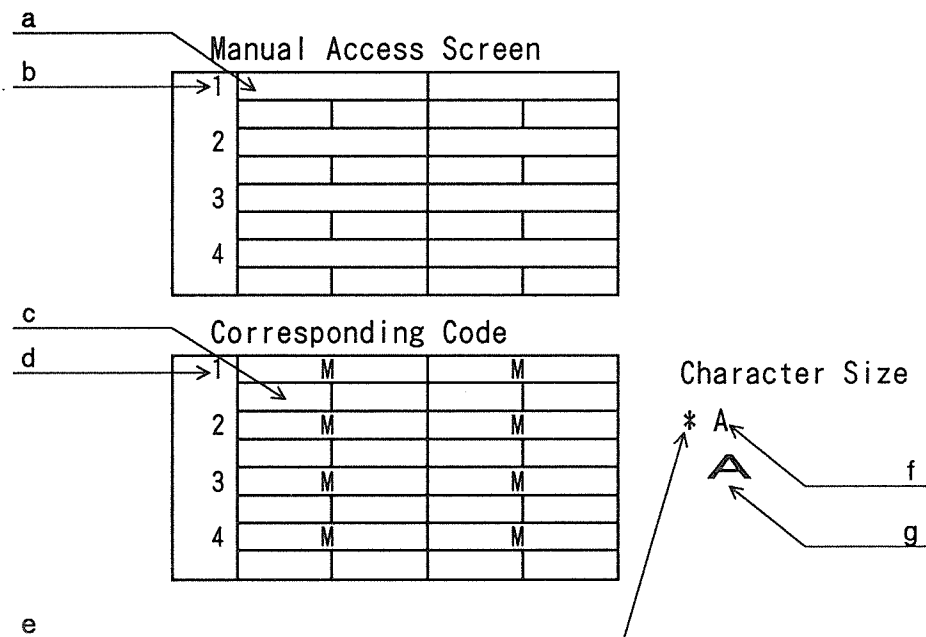 a
Manual Access Screen
b
1
2
3
4
c
Corresponding Code
d
1 M M
2 M M
3 M M
4 M M
Character Size
* A
A
f
g
e